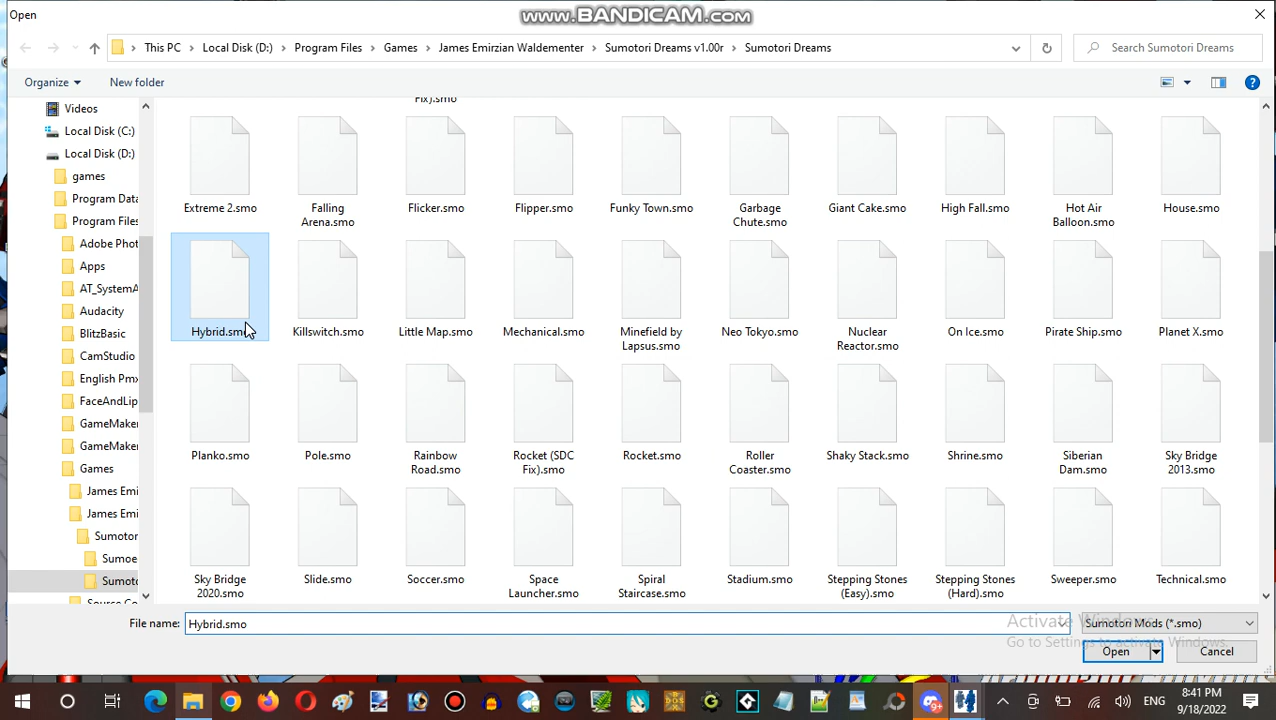 Open
www.BANDICAM.com
This PC > Local Disk (D:) > Program Files > Games > James Emirzian Waldementer > Sumotori Dreams v1.00r > Sumotori Dreams
Search Sumotori Dreams
Organize
New folder
Videos
Local Disk (C:)
Local Disk (D:)
games
Program Data
Program Files
Adobe Phot
Apps
AT_SystemA
Audacity
BlitzBasic
CamStudio
English Pmx
FaceAndLip
GameMaker
GameMaker
Games
James Emi
James Emi
Sumotor
Sumoe
Sumoto
Source Co
Fix).smo
Extreme 2.smo
Falling
Arena.smo
Flicker.smo
Flipper.smo
Funky Town.smo
Garbage
Chute.smo
Giant Cake.smo
High Fall.smo
Hot Air
Balloon.smo
House.smo
Hybrid.smo
Killswitch.smo
Little Map.smo
Mechanical.smo
Minefield by
Lapsus.smo
Neo Tokyo.smo
Nuclear
Reactor.smo
On Ice.smo
Pirate Ship.smo
Planet X.smo
Planko.smo
Pole.smo
Rainbow
Road.smo
Rocket (SDC
Fix).smo
Rocket.smo
Roller
Coaster.smo
Shaky Stack.smo
Shrine.smo
Siberian
Dam.smo
Sky Bridge
2013.smo
Sky Bridge
2020.smo
Slide.smo
Soccer.smo
Space
Launcher.smo
Spiral
Staircase.smo
Stadium.smo
Stepping Stones
(Easy).smo
Stepping Stones
(Hard).smo
Sweeper.smo
Technical.smo
File name:
Hybrid.smo
Sumotori Mods (*.smo)
Activate Windows
Go to Settings to activate Windows.
Open
Cancel
ENG
8:41 PM
9/18/2022